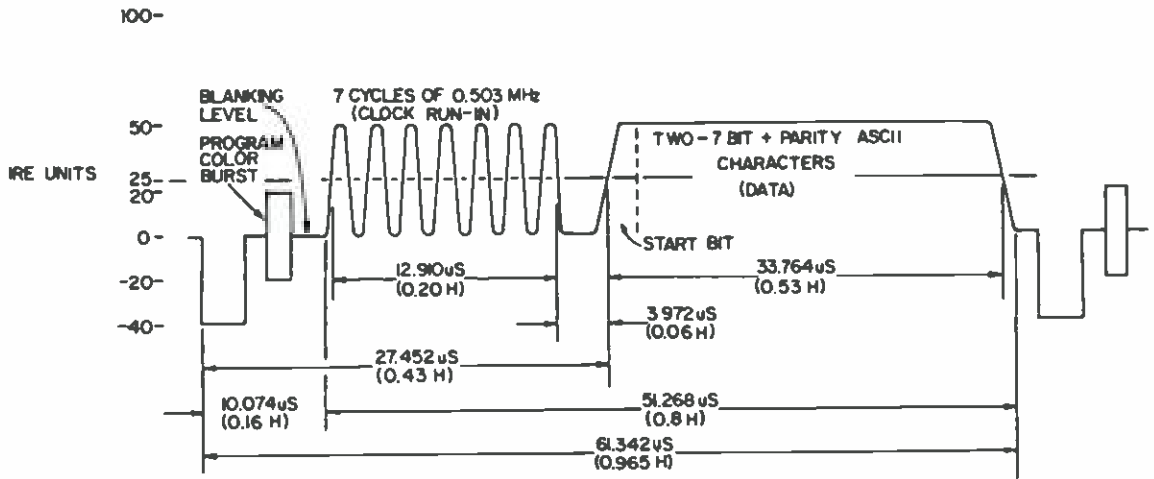 100-
BLANKING
LEVEL
7 CYCLES OF 0.503 MHz
(CLOCK RUN-IN)
50-
PROGRAM
COLOR
BURST
TWO-7 BIT + PARITY ASCII
CHARACTERS
(DATA)
IRE UNITS
25-
20-
0-
START BIT
-20-
-40-
12.910uS
(0.20 H)
33.764uS
(0.53 H)
3.972uS
(0.06 H)
27.452uS
(0.43 H)
10.074uS
(0.16 H)
51.268uS
(0.8 H)
61.342uS
(0.965 H)